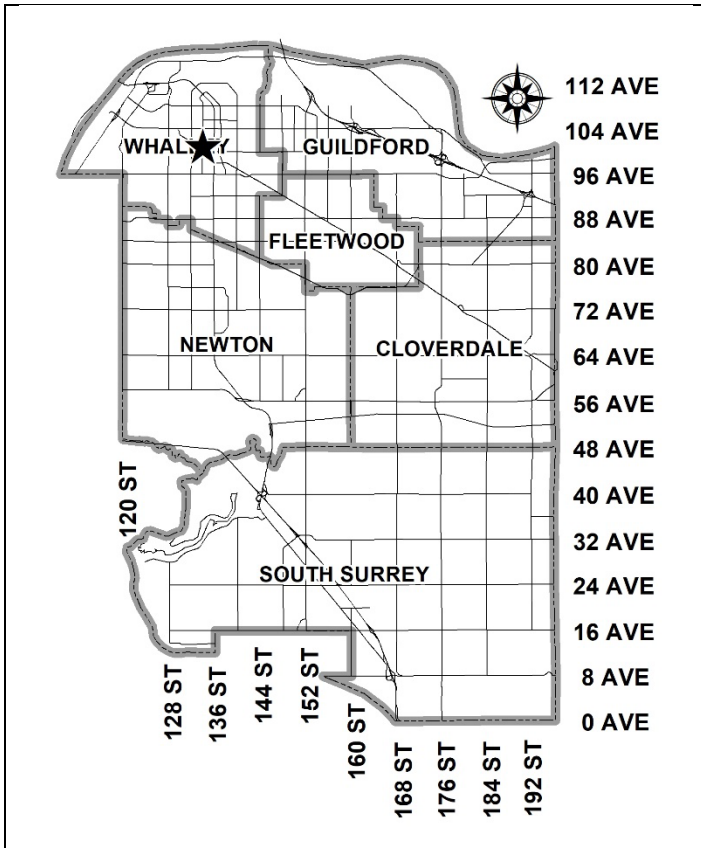 112 AVE
104 AVE
WHALLEY
GUILDFORD
96 AVE
88 AVE
FLEETWOOD
80 AVE
72 AVE
NEWTON
CLOVERDALE
64 AVE
56 AVE
48 AVE
120 ST
40 AVE
32 AVE
SOUTH SURREY
24 AVE
16 AVE
128 ST
136 ST
144 ST
152 ST
8 AVE
160 ST
0 AVE
168 ST
176 ST
184 ST
192 ST